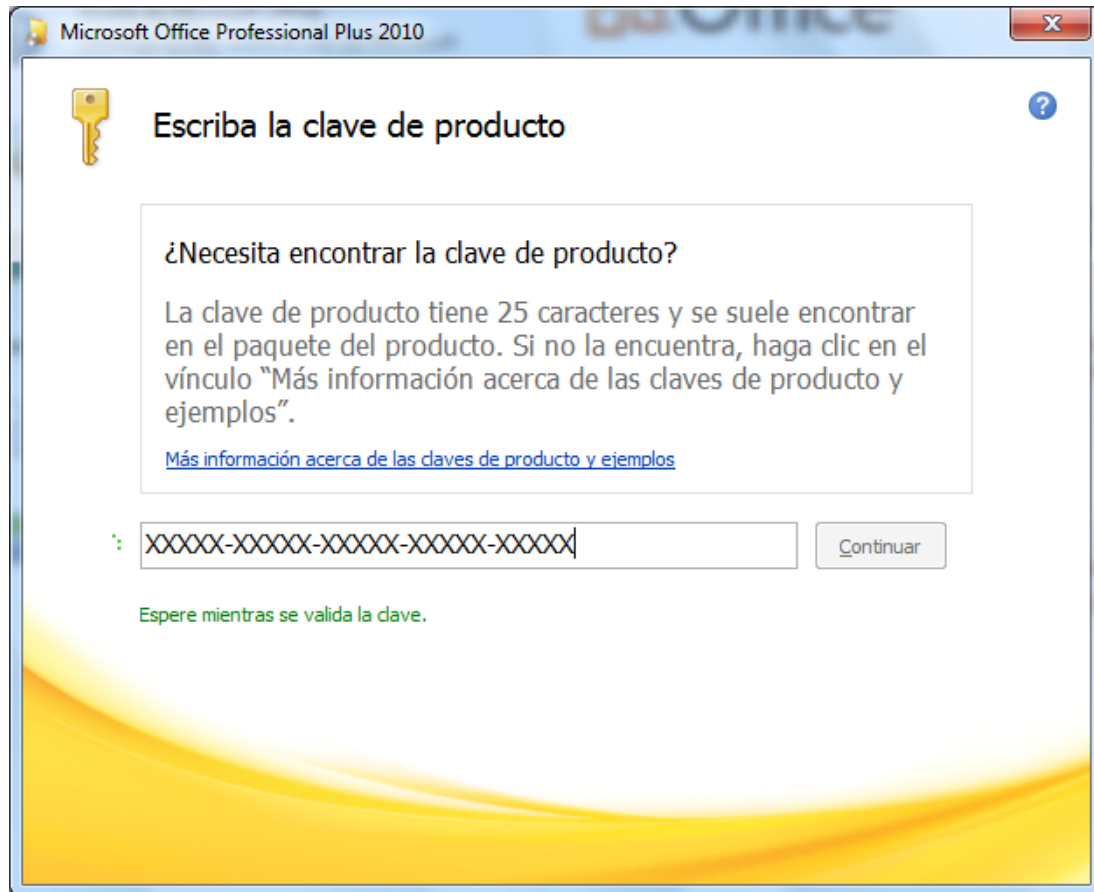 Microsoft Office Professional Plus 2010
Escriba la clave de producto
¿Necesita encontrar la clave de producto?
La clave de producto tiene 25 caracteres y se suele encontrar
en el paquete del producto. Si no la encuentra, haga clic en el
vínculo “Más información acerca de las claves de producto y
ejemplos”.
Más información acerca de las claves de producto y ejemplos
XXXXX-XXXXX-XXXXX-XXXXX-XXXXX
Continuar
Espere mientras se valida la clave.